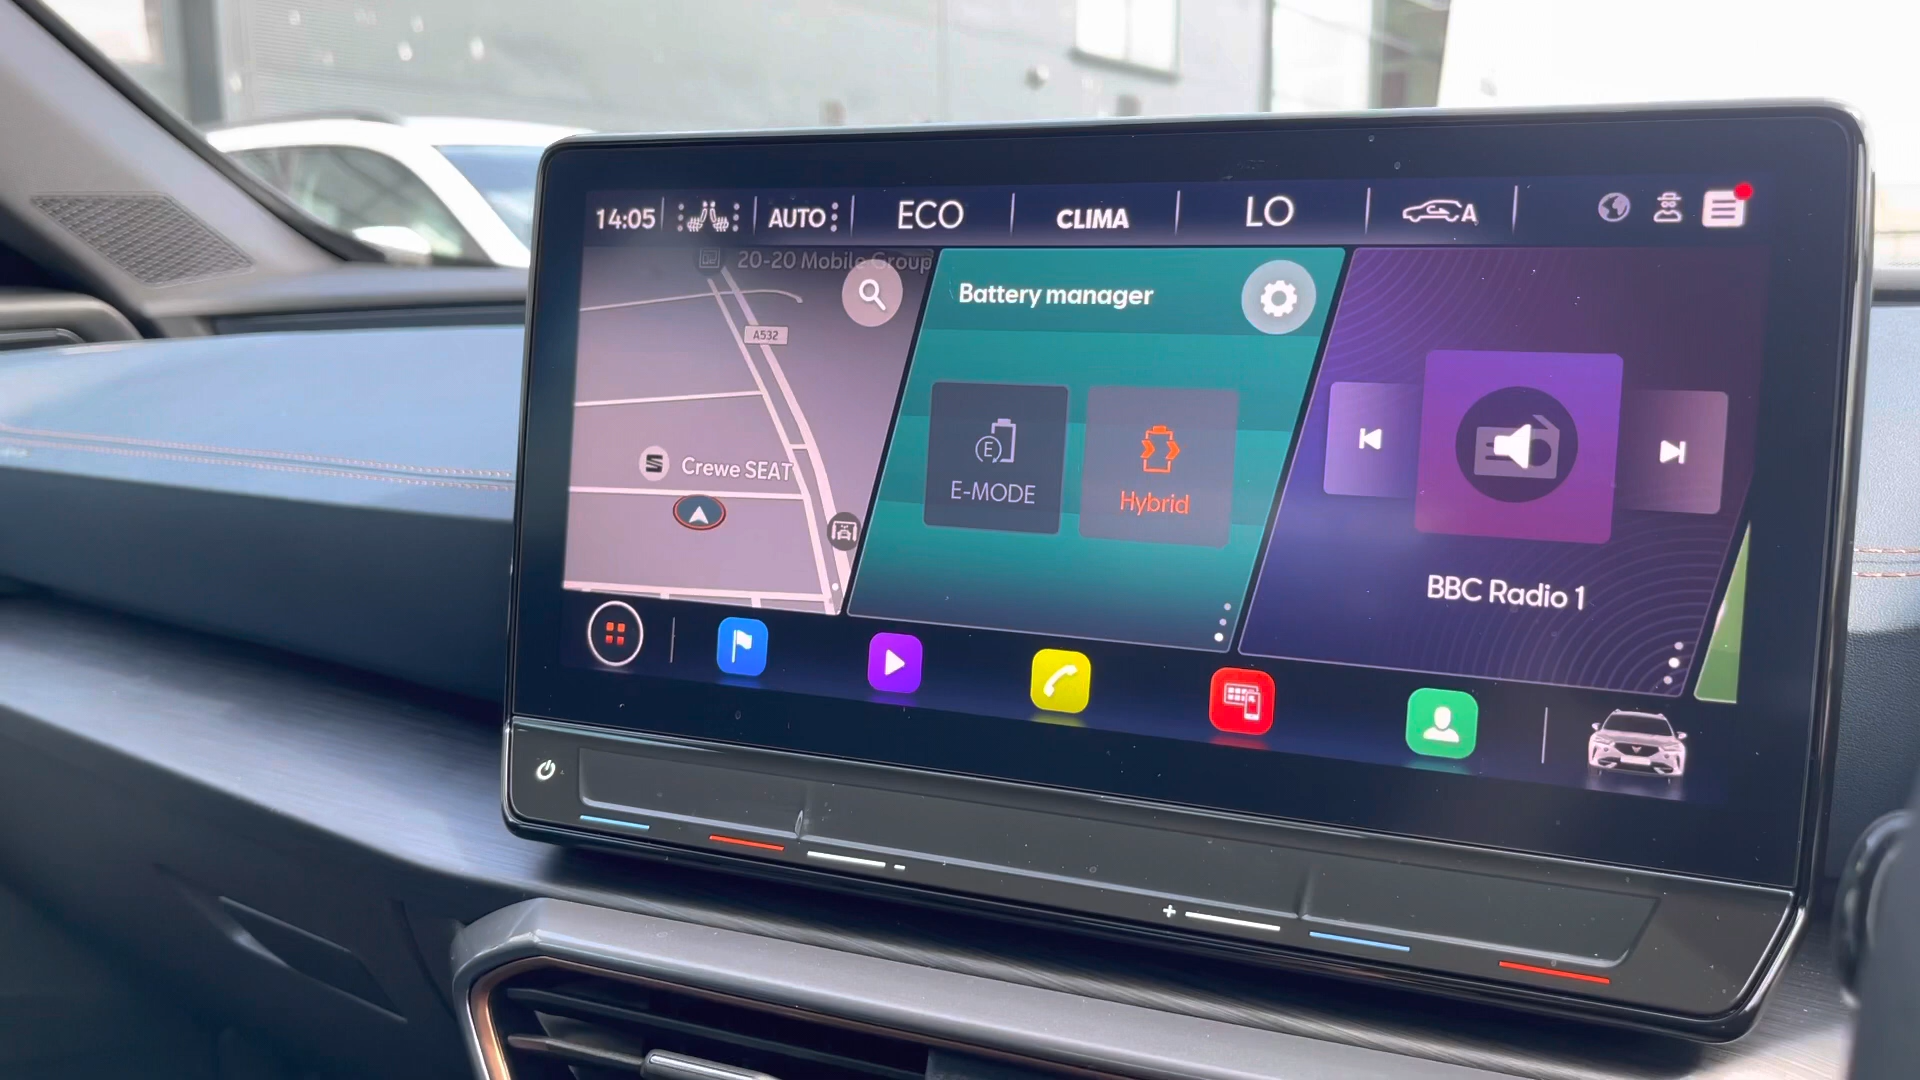 14:05 AUTO ECO CLIMA LO A
20-20 Mobile Group
A532
Crewe SEAT
Battery manager
E
E-MODE
Hybrid
BBC Radio 1
- +